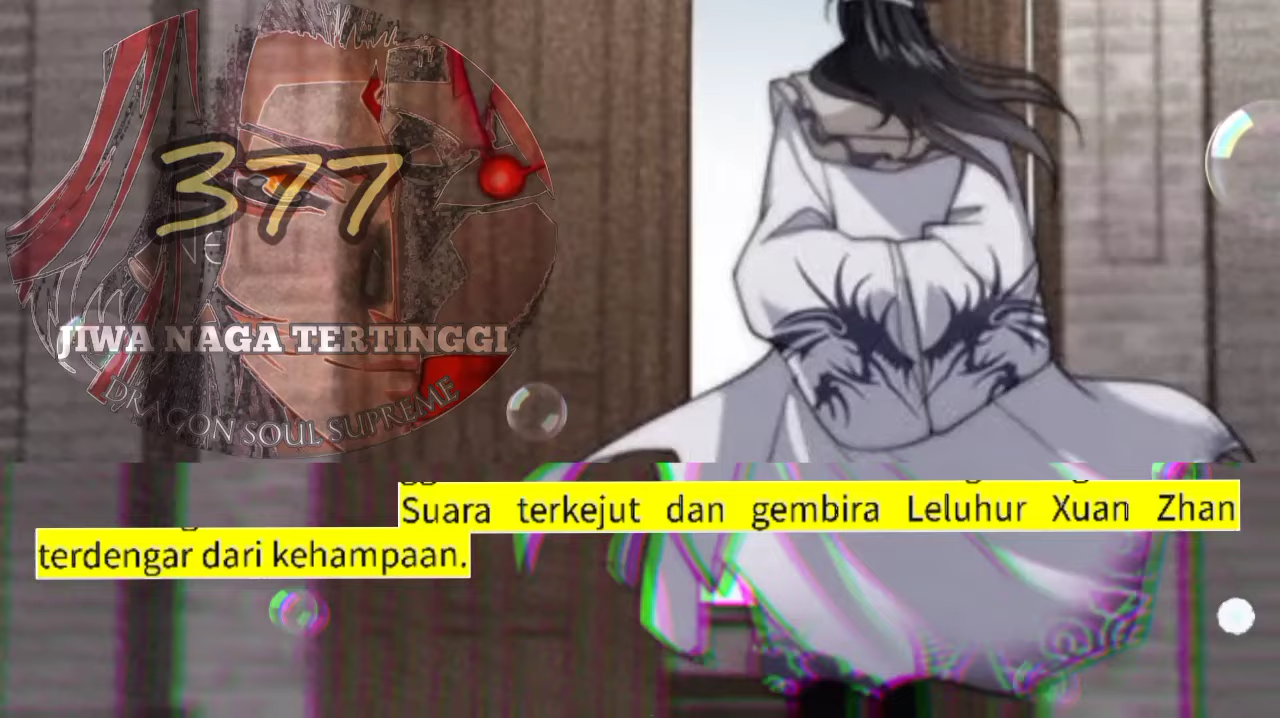 377
JIWA NAGA TERTINGGI
DRAGON SOUL SUPREME
Suara terkejut dan gembira Leluhur Xuan Zhan
terdengar dari kehampaan.